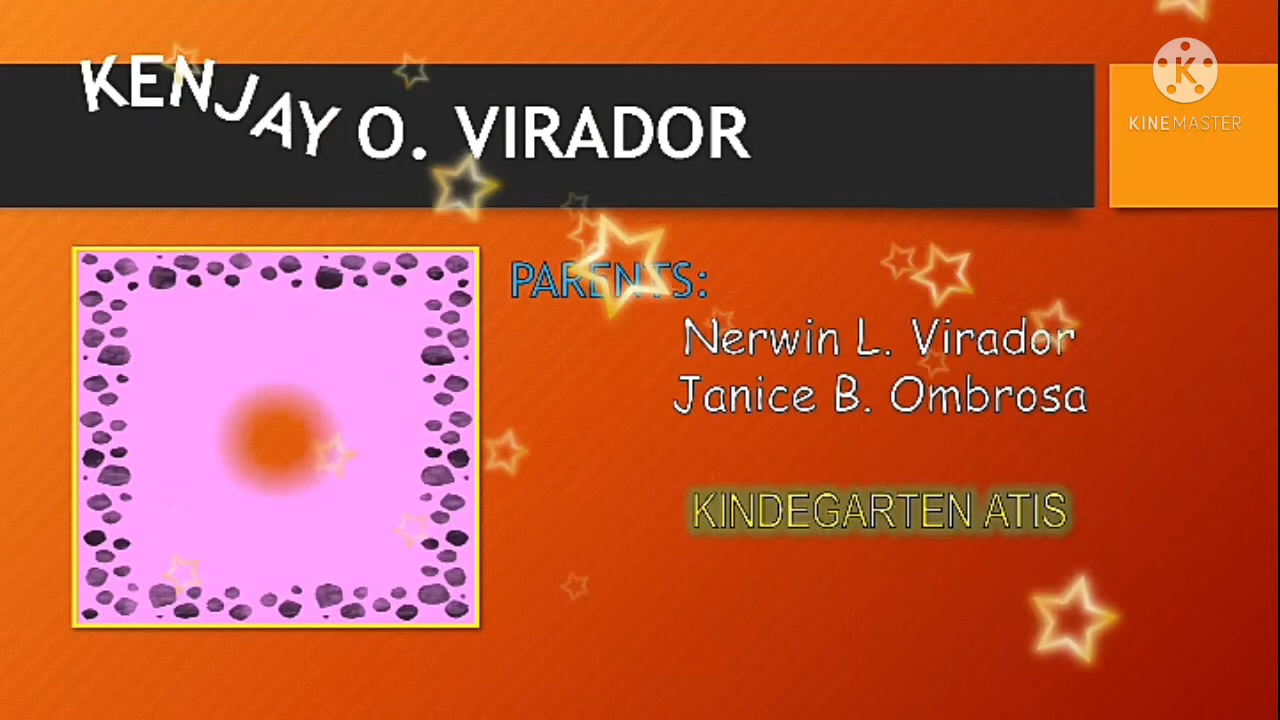 KENJAY O. VIRADOR
K
KINEMASTER
PARENTS:
Nerwin L. Virador
Janice B. Ombrosa
KINDEGARTEN ATIS